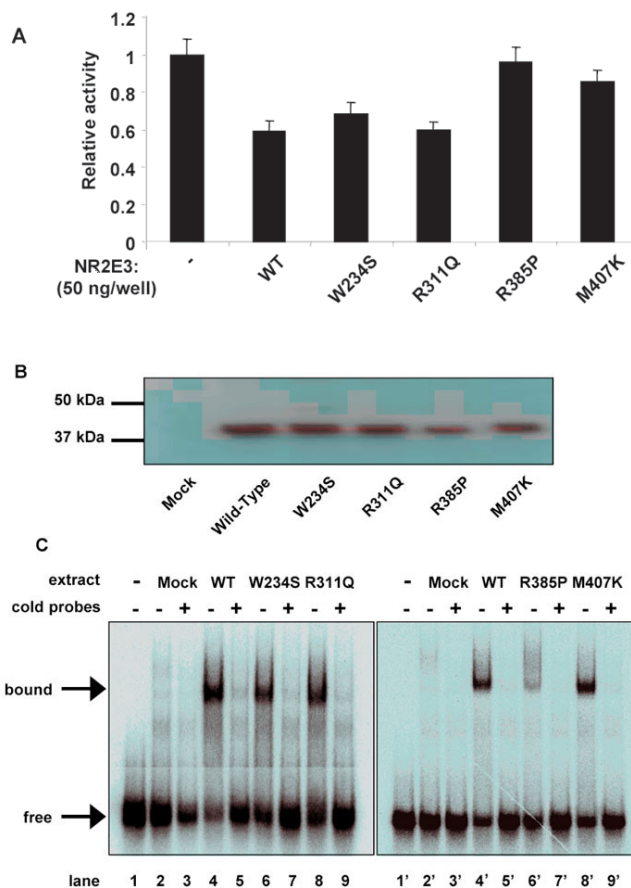 A
Relative activity
1.2
1
0.8
0.6
0.4
0.2
0
NR2E3:
(50 ng/well)
-
WT
W234S
R311Q
R385P
M407K
B
50 kDa
37 kDa
Mock
Wild-Type
W234S
R311Q
R385P
M407K
C
extract - Mock WT W234S R311Q - Mock WT R385P M407K
cold probes - - + - + - + - + - - + - + - + - +
bound
free
lane 1 2 3 4 5 6 7 8 9 1’ 2’ 3’ 4’ 5’ 6’ 7’ 8’ 9’